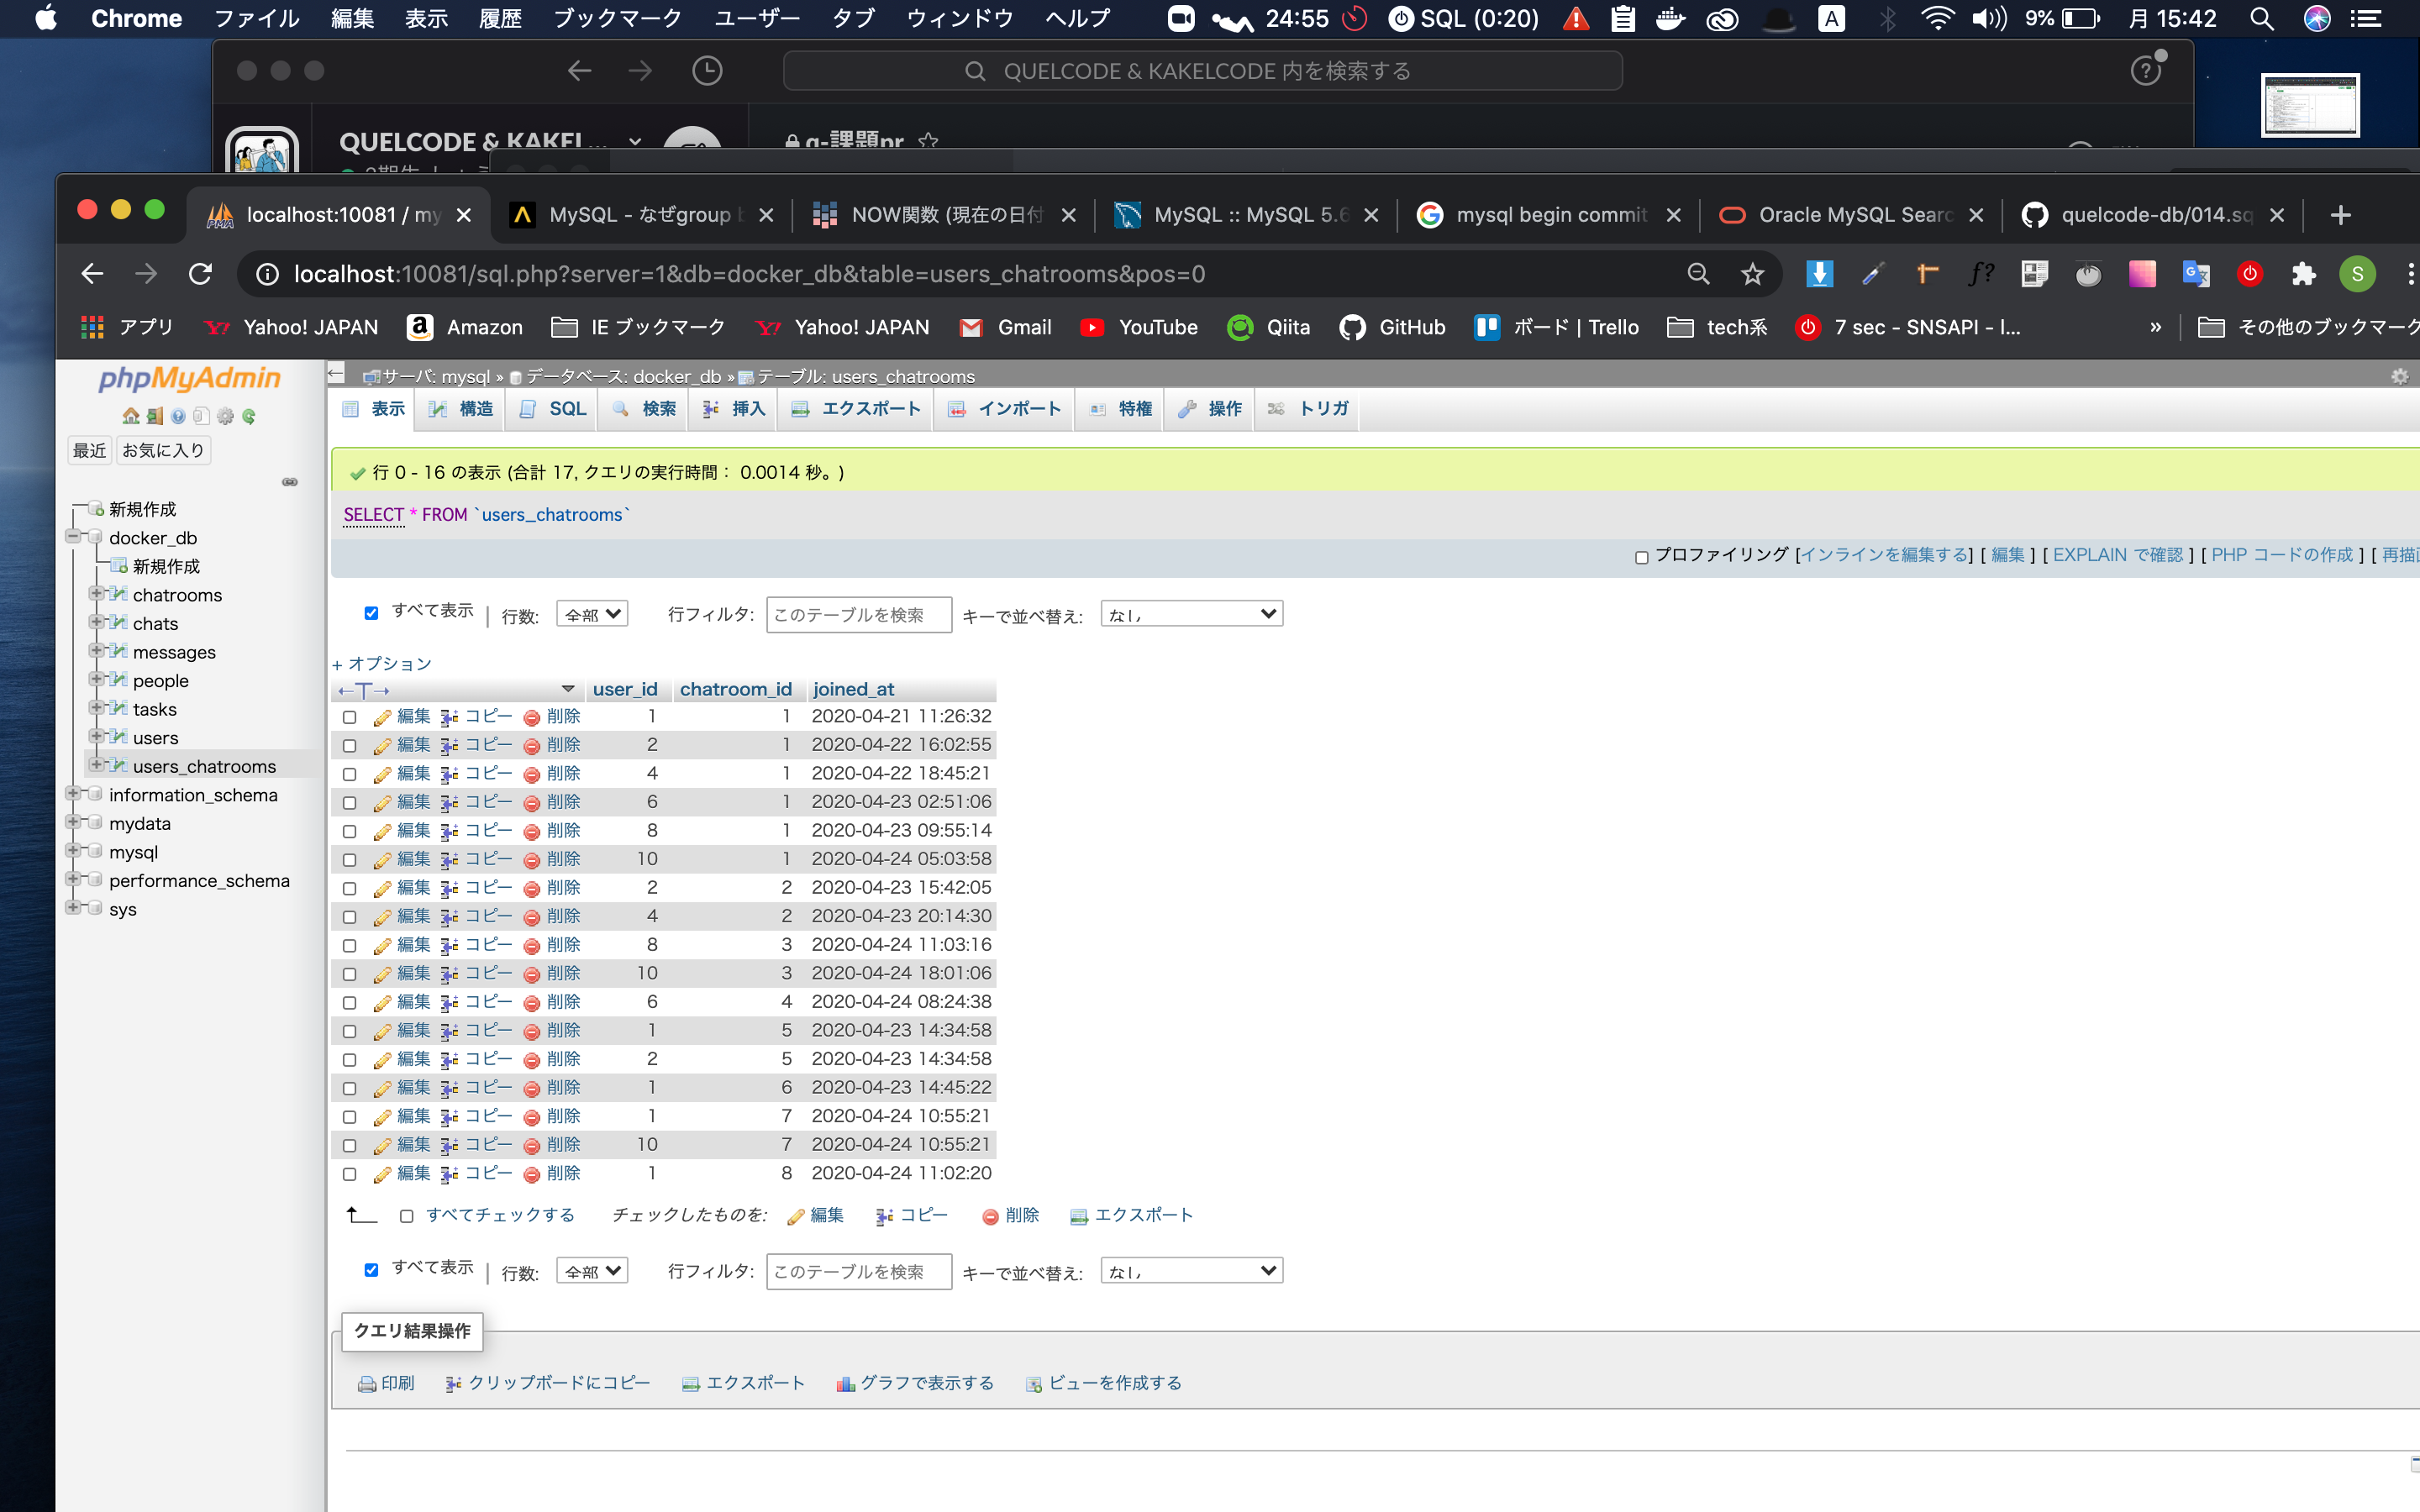 Chrome ファイル 編集 表示 履歴 ブックマーク ユーザー タブ ウィンドウ ヘルプ 24:55 SQL (0:20) A 9% 月 15:42
QUELCODE & KAKELCODE 内を検索する
QUELCODE & KAKEL...
q-課題pr
localhost:10081 / my
MySQL - なぜgroup b
NOW関数 (現在の日付
MySQL :: MySQL 5.6
mysql begin commit
Oracle MySQL Searc
quelcode-db/014.sq
localhost:10081/sql.php?server=1&db=docker_db&table=users_chatrooms&pos=0
f? S
アプリ Yahoo! JAPAN Amazon IE ブックマーク Yahoo! JAPAN Gmail YouTube Qiita GitHub ボード | Trello tech系 7 sec - SNSAPI - I... » その他のブックマーク
phpMyAdmin
最近 お気に入り
新規作成
docker_db
新規作成
chatrooms
chats
messages
people
tasks
users
users_chatrooms
information_schema
mydata
mysql
performance_schema
sys
サーバ: mysql » データベース: docker_db » テーブル: users_chatrooms
表示 構造 SQL 検索 挿入 エクスポート インポート 特権 操作 トリガ
行 0 - 16 の表示 (合計 17, クエリの実行時間： 0.0014 秒。)
SELECT * FROM `users_chatrooms`
プロファイリング [インラインを編集する] [ 編集 ] [ EXPLAIN で確認 ] [ PHP コードの作成 ] [ 再描
すべて表示 | 行数: 全部 行フィルタ: このテーブルを検索 キーで並べ替え: なし
+ オプション
←T→ user_id chatroom_id joined_at
編集 コピー 削除 1 1 2020-04-21 11:26:32
編集 コピー 削除 2 1 2020-04-22 16:02:55
編集 コピー 削除 4 1 2020-04-22 18:45:21
編集 コピー 削除 6 1 2020-04-23 02:51:06
編集 コピー 削除 8 1 2020-04-23 09:55:14
編集 コピー 削除 10 1 2020-04-24 05:03:58
編集 コピー 削除 2 2 2020-04-23 15:42:05
編集 コピー 削除 4 2 2020-04-23 20:14:30
編集 コピー 削除 8 3 2020-04-24 11:03:16
編集 コピー 削除 10 3 2020-04-24 18:01:06
編集 コピー 削除 6 4 2020-04-24 08:24:38
編集 コピー 削除 1 5 2020-04-23 14:34:58
編集 コピー 削除 2 5 2020-04-23 14:34:58
編集 コピー 削除 1 6 2020-04-23 14:45:22
編集 コピー 削除 1 7 2020-04-24 10:55:21
編集 コピー 削除 10 7 2020-04-24 10:55:21
編集 コピー 削除 1 8 2020-04-24 11:02:20
すべてチェックする チェックしたものを: 編集 コピー 削除 エクスポート
すべて表示 | 行数: 全部 行フィルタ: このテーブルを検索 キーで並べ替え: なし
クエリ結果操作
印刷 クリップボードにコピー エクスポート グラフで表示する ビューを作成する